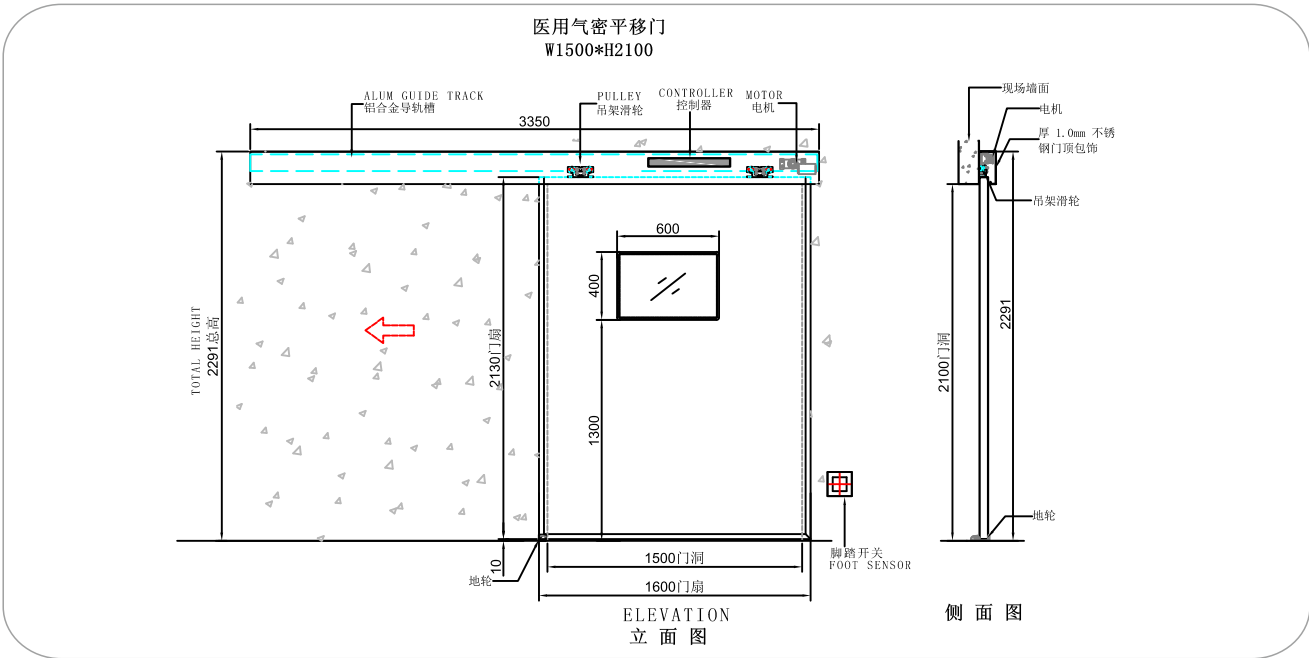 医用气密平移门
W1500*H2100
ALUM GUIDE TRACK
铝合金导轨槽
PULLEY
吊架滑轮
CONTROLLER
控制器
MOTOR
电机
3350
600
400
1300
TOTAL HEIGHT
2291总高
2130门扇
10
地轮
1500门洞
1600门扇
脚踏开关
FOOT SENSOR
ELEVATION
立面图
现场墙面
电机
厚 1.0mm 不锈
钢门顶包饰
吊架滑轮
2100门洞
2291
地轮
侧面图